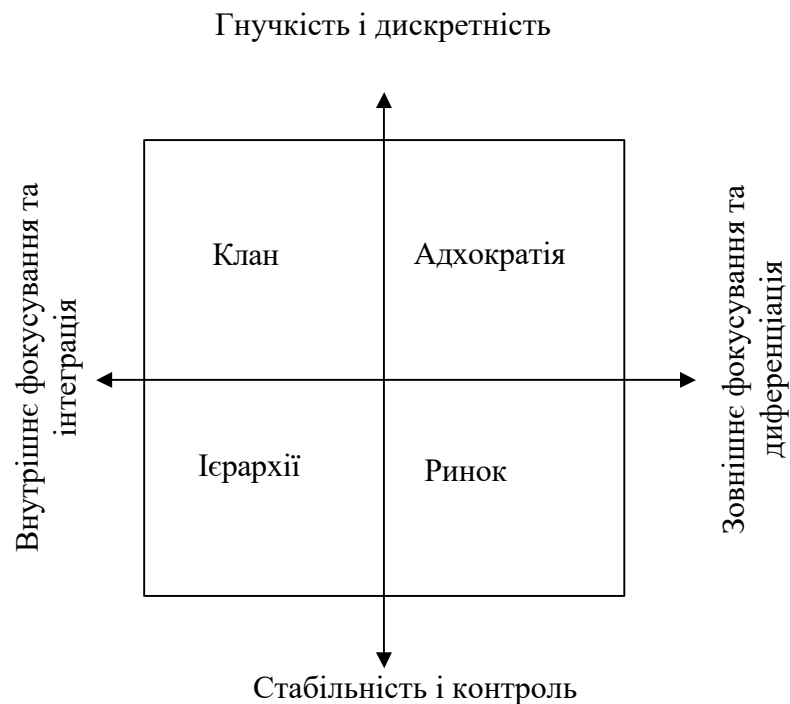 Гнучкість і дискретність
Внутрішнє фокусування та
інтеграція
Клан
Адхократія
Зовнішнє фокусування та
диференціація
Ієрархії
Ринок
Стабільність і контроль